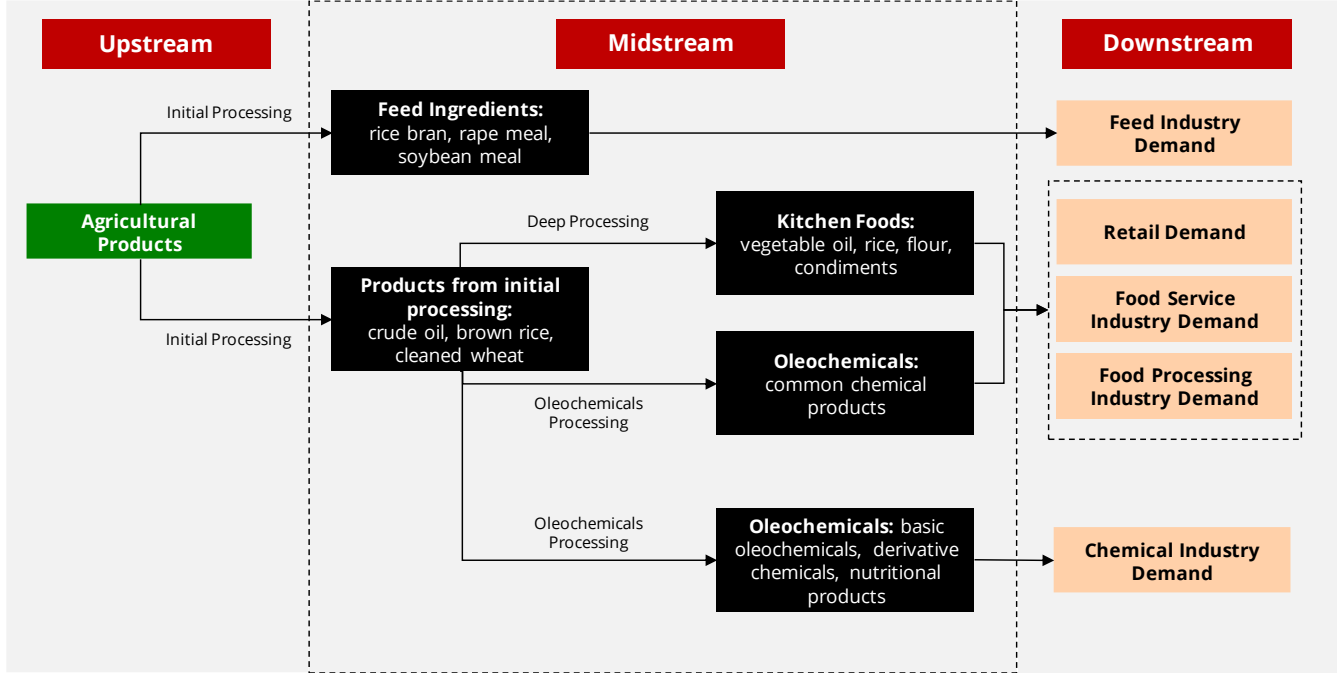 Upstream
Midstream
Downstream
Initial Processing
Feed Ingredients:
rice bran, rape meal,
soybean meal
Feed Industry
Demand
Agricultural
Products
Deep Processing
Kitchen Foods:
vegetable oil, rice, flour,
condiments
Retail Demand
Products from initial
processing:
crude oil, brown rice,
cleaned wheat
Initial Processing
Food Service
Industry Demand
Oleochemicals:
common chemical
products
Oleochemicals
Processing
Food Processing
Industry Demand
Oleochemicals
Processing
Oleochemicals: basic
oleochemicals, derivative
chemicals, nutritional
products
Chemical Industry
Demand